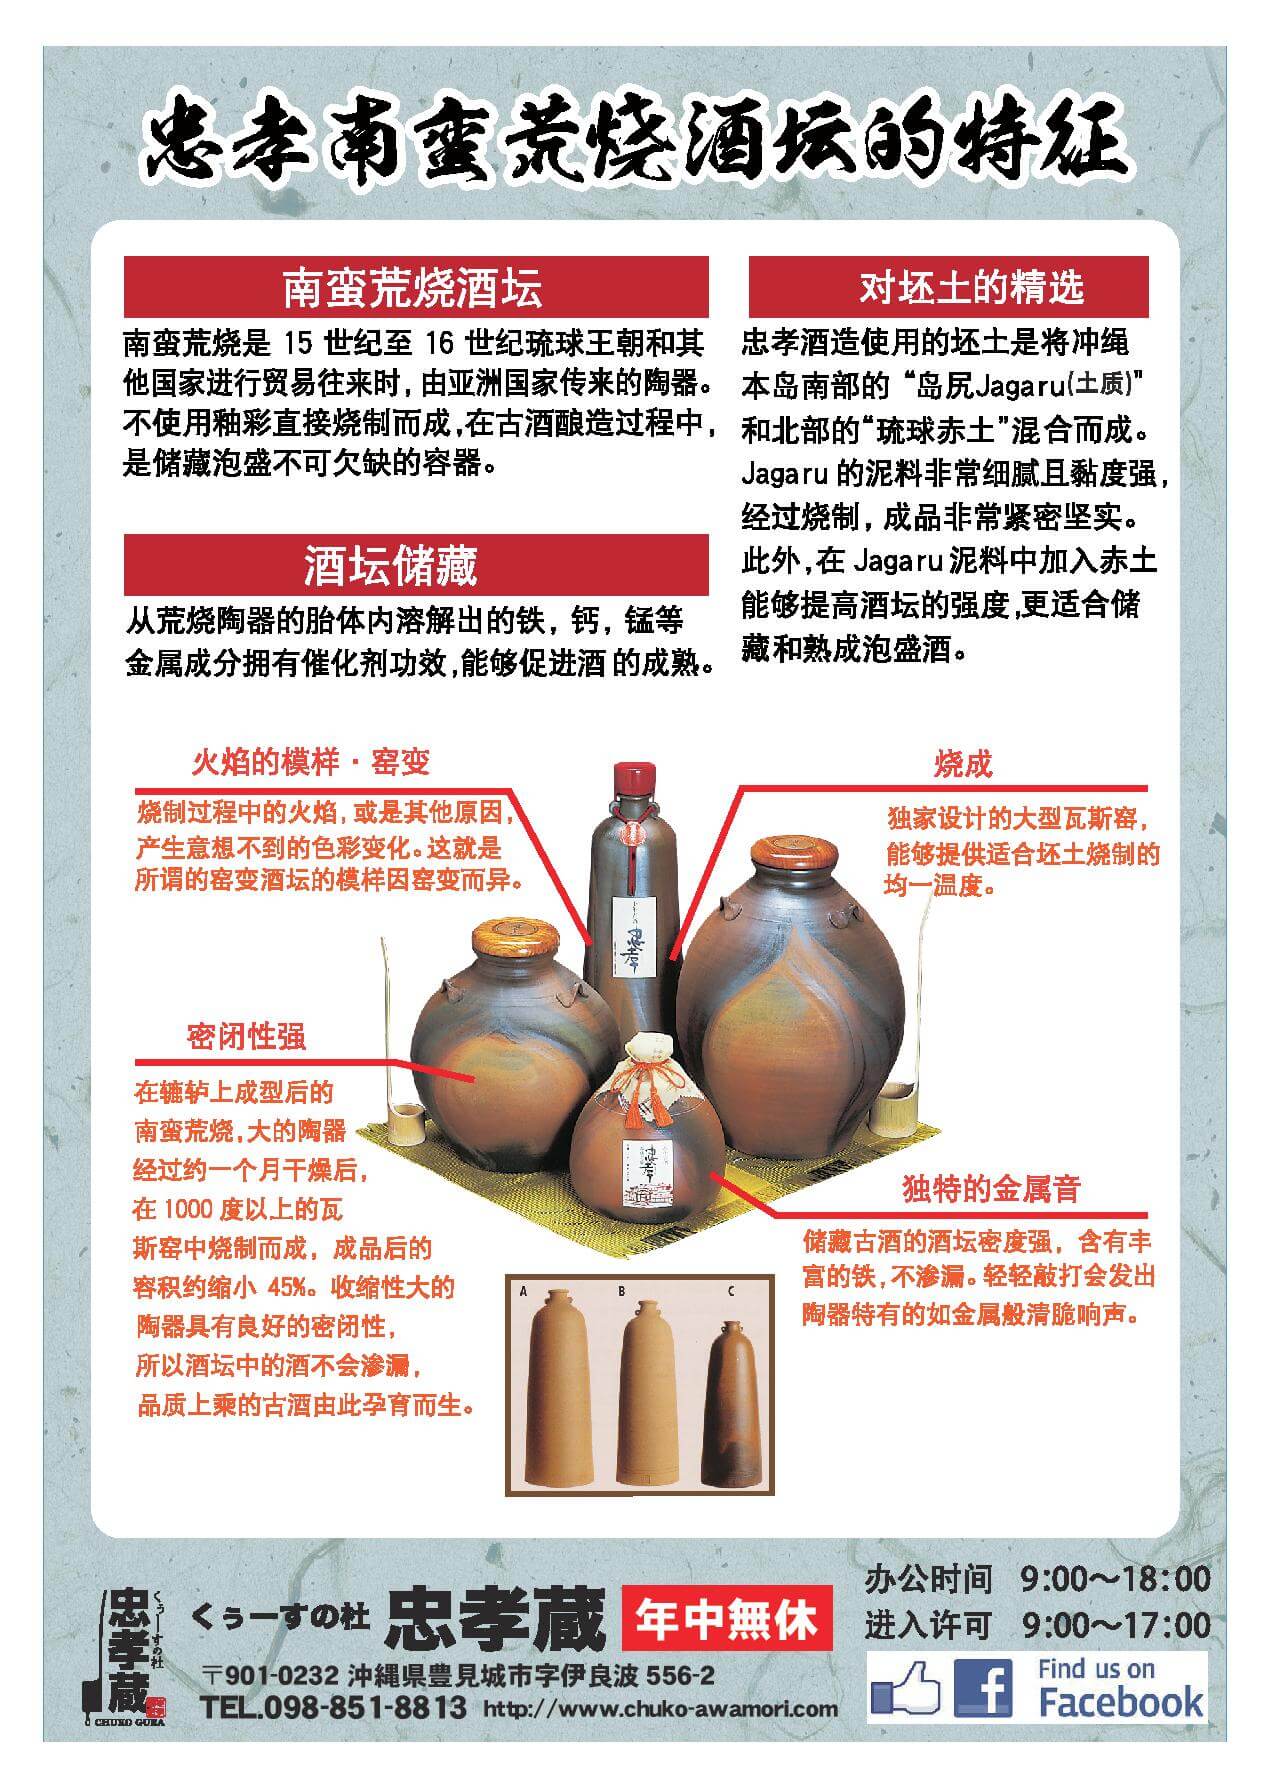 忠孝南蛮荒烧酒坛的特征
南蛮荒烧酒坛
南蛮荒烧是 15 世纪至 16 世纪琉球王朝和其
他国家进行贸易往来时，由亚洲国家传来的陶器。
不使用釉彩直接烧制而成，在古酒酿造过程中，
是储藏泡盛不可欠缺的容器。
酒坛储藏
从荒烧陶器的胎体内溶解出的铁，钙，锰等
金属成分拥有催化剂功效，能够促进酒的成熟。
对坯土的精选
忠孝酒造使用的坯土是将冲绳
本岛南部的“岛尻Jagaru(土质)”
和北部的“琉球赤土”混合而成。
Jagaru 的泥料非常细腻且黏度强，
经过烧制，成品非常紧密坚实。
此外，在 Jagaru 泥料中加入赤土
能够提高酒坛的强度，更适合储
藏和熟成泡盛酒。
火焰的模样·窑变
烧制过程中的火焰，或是其他原因，
产生意想不到的色彩变化。这就是
所谓的窑变酒坛的模样因窑变而异。
烧成
独家设计的大型瓦斯窑，
能够提供适合坯土烧制的
均一温度。
密闭性强
在辘轳上成型后的
南蛮荒烧，大的陶器
经过约一个月干燥后，
在 1000 度以上的瓦
斯窑中烧制而成，成品后的
容积约缩小 45%。收缩性大的
陶器具有良好的密闭性，
所以酒坛中的酒不会渗漏，
品质上乘的古酒由此孕育而生。
独特的金属音
储藏古酒的酒坛密度强，含有丰
富的铁，不渗漏。轻轻敲打会发出
陶器特有的如金属般清脆响声。
忠孝
忠孝
A B C
忠孝蔵
くぅーすの杜
CHUKO GURA
くぅーすの杜 忠孝蔵 年中無休
〒901-0232 沖縄県豊見城市字伊良波 556-2
TEL.098-851-8813 http://www.chuko-awamori.com
办公时间 9:00～18:00
进入许可 9:00～17:00
Find us on
Facebook